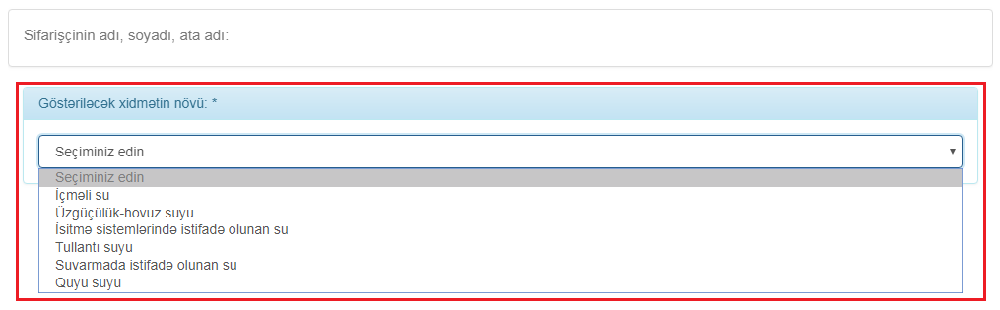 Sifarişçinin adı, soyadı, ata adı:
Göstəriləcək xidmətin növü: *
Seçiminiz edin
Seçiminiz edin
İçməli su
Üzgüçülük-hovuz suyu
İsitmə sistemlərində istifadə olunan su
Tullantı suyu
Suvarmada istifadə olunan su
Quyu suyu